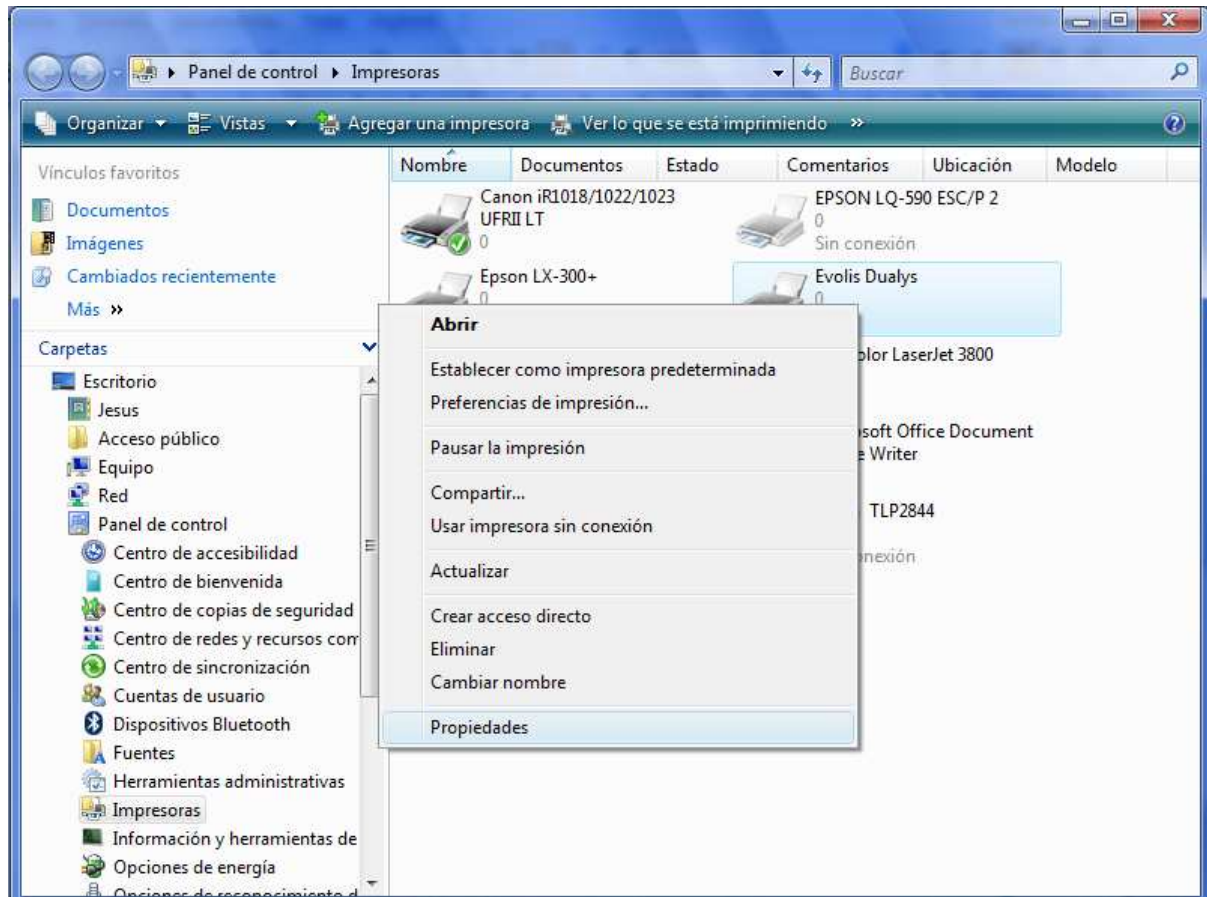 Panel de control Impresoras
Buscar
Organizar Vistas Agregar una impresora Ver lo que se está imprimiendo »
Vínculos favoritos
Documentos
Imágenes
Cambiados recientemente
Más »
Carpetas
Escritorio
Jesus
Acceso público
Equipo
Red
Panel de control
Centro de accesibilidad
Centro de bienvenida
Centro de copias de seguridad
Centro de redes y recursos com
Centro de sincronización
Cuentas de usuario
Dispositivos Bluetooth
Fuentes
Herramientas administrativas
Impresoras
Información y herramientas de
Opciones de energía
Opciones de reconocimiento d
Nombre Documentos Estado Comentarios Ubicación Modelo
Canon iR1018/1022/1023
UFRII LT
0
EPSON LQ-590 ESC/P 2
0
Sin conexión
Epson LX-300+
0
Evolis Dualys
0
olor LaserJet 3800
soft Office Document
e Writer
TLP2844
nexión
Abrir
Establecer como impresora predeterminada
Preferencias de impresión...
Pausar la impresión
Compartir...
Usar impresora sin conexión
Actualizar
Crear acceso directo
Eliminar
Cambiar nombre
Propiedades